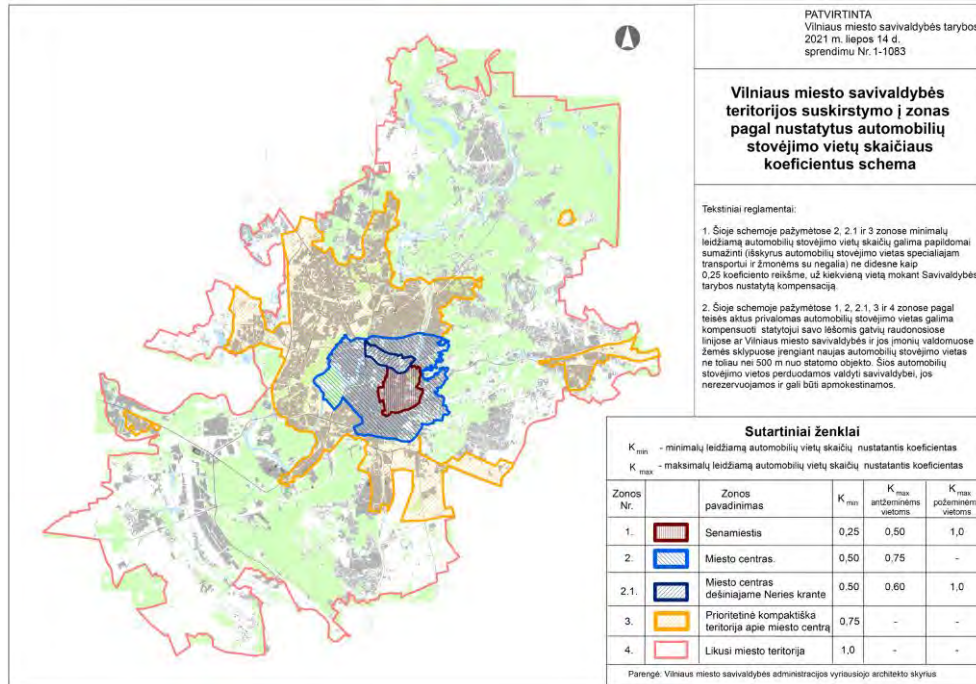 PATVIRTINTA
Vilniaus miesto savivaldybės tarybos
2021 m. liepos 14 d.
sprendimu Nr. 1-1083
Vilniaus miesto savivaldybės
teritorijos suskirstymo į zonas
pagal nustatytus automobilių
stovėjimo vietų skaičiaus
koeficientus schema
Tekstiniai reglamentai:
1. Šioje schemoje pažymėtose 2, 2.1 ir 3 zonose minimalų
leidžiamą automobilių stovėjimo vietų skaičių galima papildomai
sumažinti (išskyrus automobilių stovėjimo vietas specialiajam
transportui ir žmonėms su negalia) ne didesne kaip
0,25 koeficiento reikšme, už kiekvieną vietą mokant Savivaldybės
tarybos nustatytą kompensaciją.
2. Šioje schemoje pažymėtose 1, 2, 2.1, 3 ir 4 zonose pagal
teisės aktus privalomas automobilių stovėjimo vietas galima
kompensuoti statytojui savo lėšomis gatvių raudonosiose
linijose ar Vilniaus miesto savivaldybės ir jos įmonių valdomuose
žemės sklypuose įrengiant naujas automobilių stovėjimo vietas
ne toliau nei 500 m nuo statomo objekto. Šios automobilių
stovėjimo vietos perduodamos valdyti savivaldybei, jos
nerezervuojamos ir gali būti apmokestinamos.
Sutartiniai ženklai
K min - minimalų leidžiamą automobilių vietų skaičių nustatantis koeficientas
K max - maksimalų leidžiamą automobilių vietų skaičių nustatantis koeficientas
Zonos Nr. Zonos pavadinimas K min K max antžeminėms vietoms K max požeminėms vietoms
1. Senamiestis 0,25 0,50 1,0
2. Miesto centras. 0,50 0,75 -
2.1. Miesto centras dešiniajame Neries krante 0.50 0,60 1,0
3. Prioritetinė kompaktiška teritorija apie miesto centrą 0,75 - -
4. Likusi miesto teritorija 1,0 - -
Parengė: Vilniaus miesto savivaldybės administracijos vyriausiojo architekto skyrius